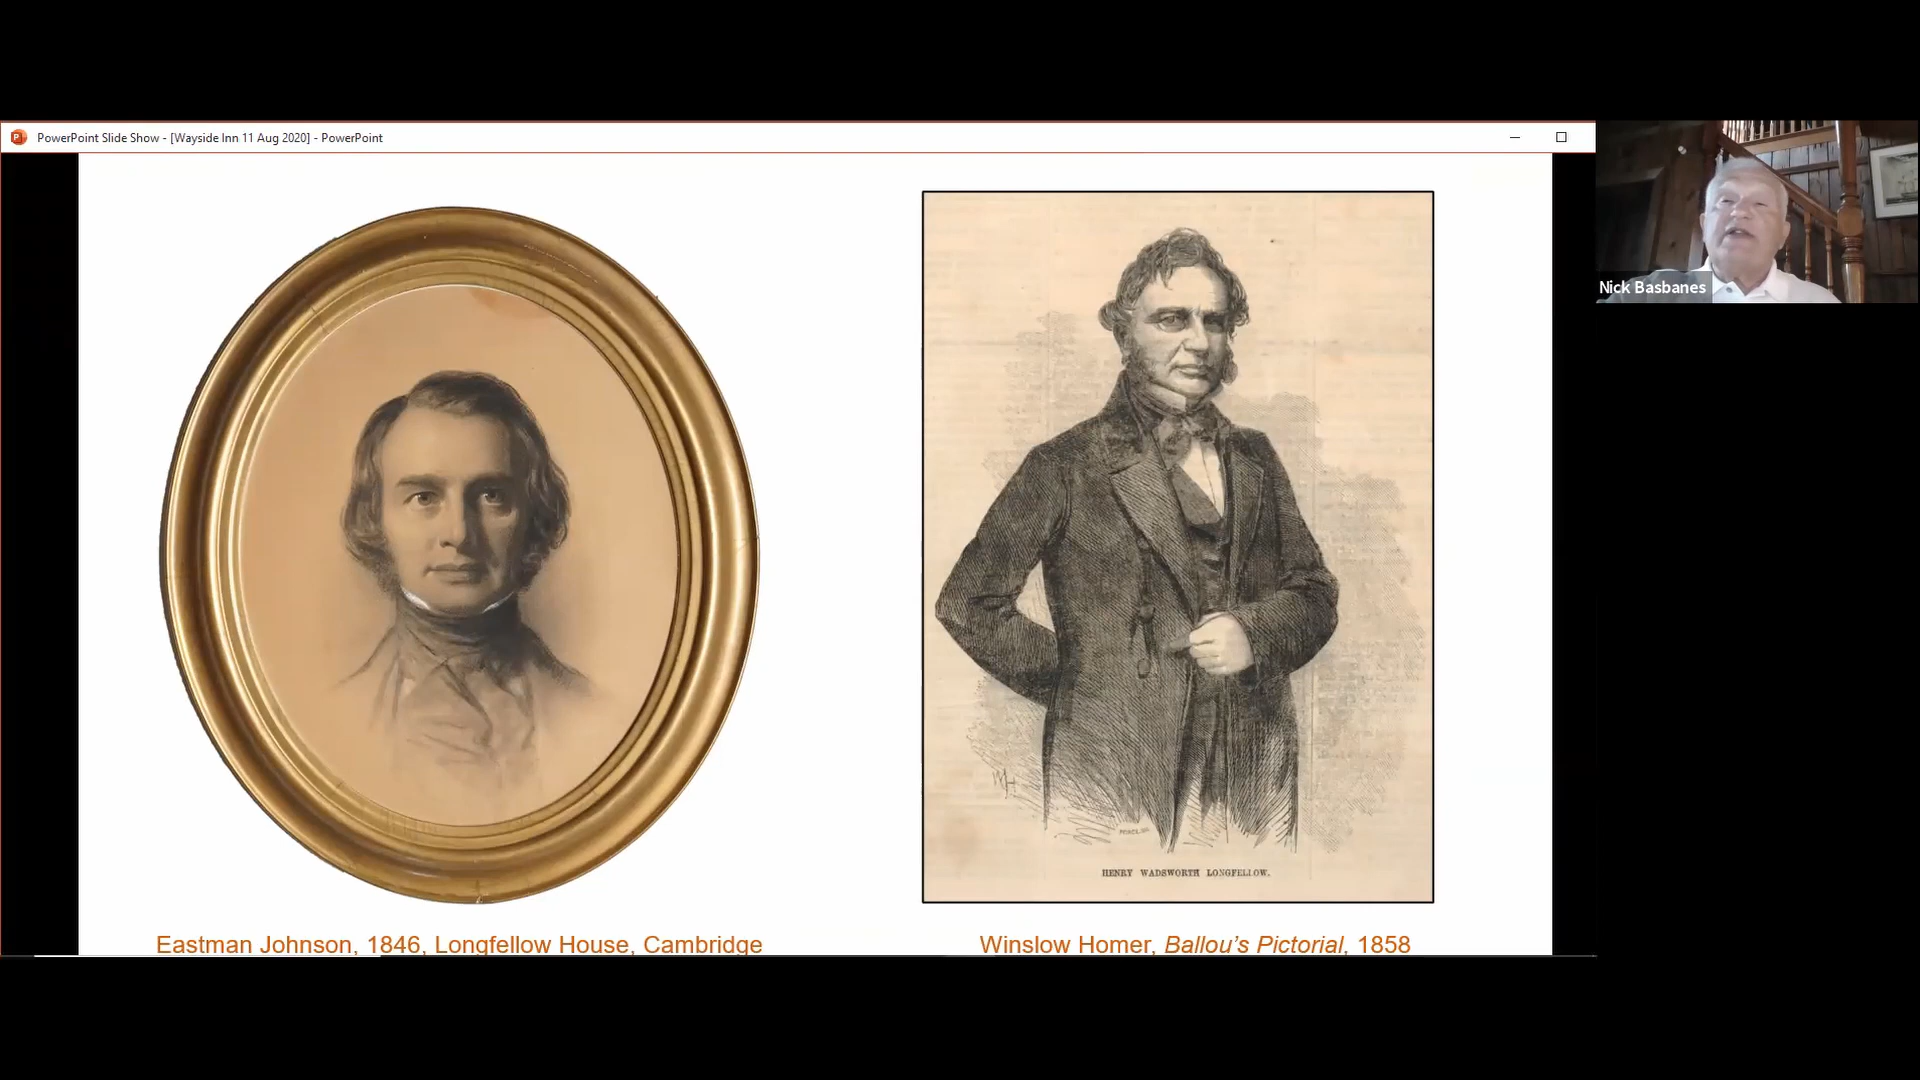 PowerPoint Slide Show - [Wayside Inn 11 Aug 2020] - PowerPoint
Nick Basbanes
WH
HENRY WADSWORTH LONGFELLOW.
Eastman Johnson, 1846, Longfellow House, Cambridge
Winslow Homer, Ballou's Pictorial, 1858